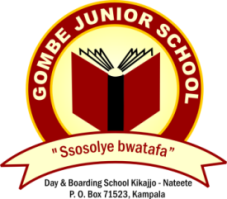 GOMBE JUNIOR SCHOOL
"Ssosolye bwatafa"
Day & Boarding School Kikajjo - Nateete
P. O. Box 71523, Kampala